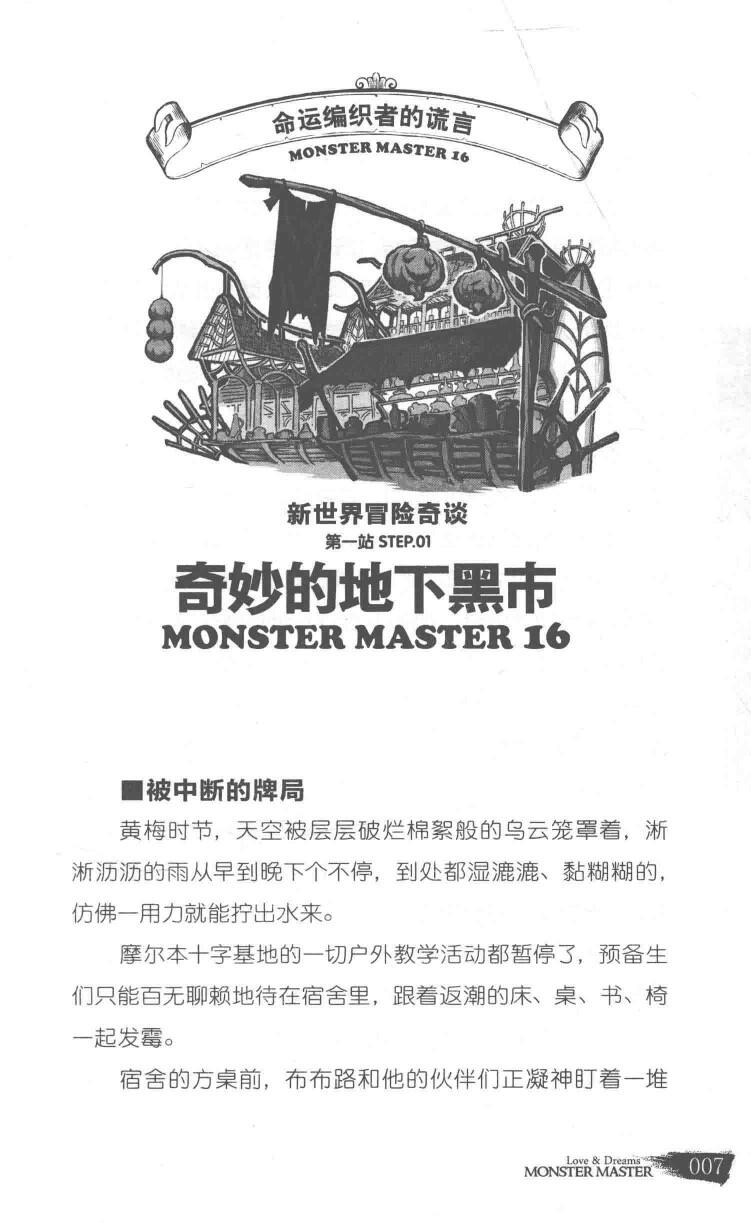 命运编织者的谎言
MONSTER MASTER 16
新世界冒险奇谈
第一站 STEP.01
奇妙的地下黑市
MONSTER MASTER 16
■被中断的牌局
黄梅时节，天空被层层破烂棉絮般的乌云笼罩着，淅
淅沥沥的雨从早到晚下个不停，到处都湿漉漉、黏糊糊的，
仿佛一用力就能拧出水来。
摩尔本十字基地的一切户外教学活动都暂停了，预备生
们只能百无聊赖地待在宿舍里，跟着返潮的床、桌、书、椅
一起发霉。
宿舍的方桌前，布布路和他的伙伴们正凝神盯着一堆
Love & Dreams
MONSTER MASTER 007